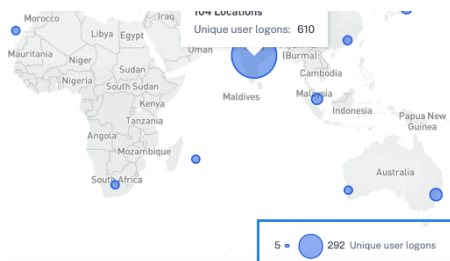 Morocco
Iraq
104 Locations
Unique user logons: 610
Libya Egypt
Oman
(Burma)
Mauritania
Niger
Sudan
Cambodia
Nigeria
South Sudan
Maldives
Malaysia
Kenya
Indonesia
Tanzania
Papua New
Guinea
Angola
Mozambique
South Africa
Australia
5 292 Unique user logons